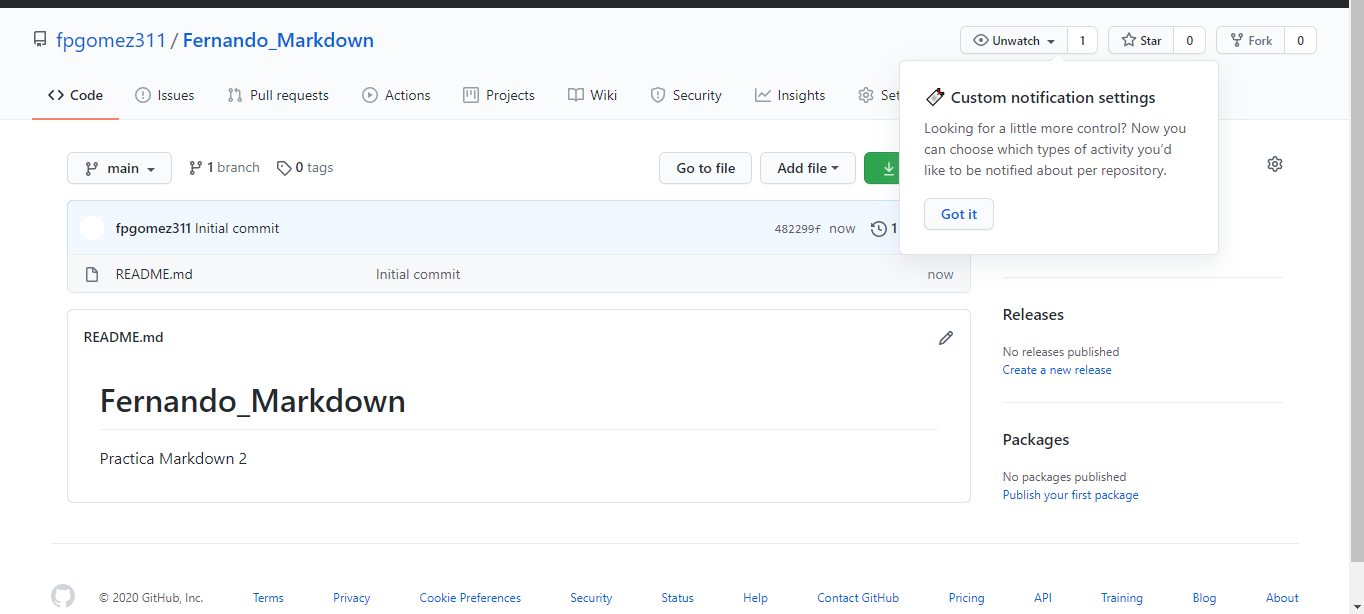 fpgomez311 / Fernando_Markdown
Unwatch 1 Star 0 Fork 0
Code Issues Pull requests Actions Projects Wiki Security Insights
Custom notification settings
Looking for a little more control? Now you
can choose which types of activity you'd
like to be notified about per repository.
Got it
main 1 branch 0 tags Go to file Add file
fpgomez311 Initial commit 482299f now 1
README.md Initial commit now
README.md
Fernando_Markdown
Practica Markdown 2
Releases
No releases published
Create a new release
Packages
No packages published
Publish your first package
© 2020 GitHub, Inc. Terms Privacy Cookie Preferences Security Status Help Contact GitHub Pricing API Training Blog About